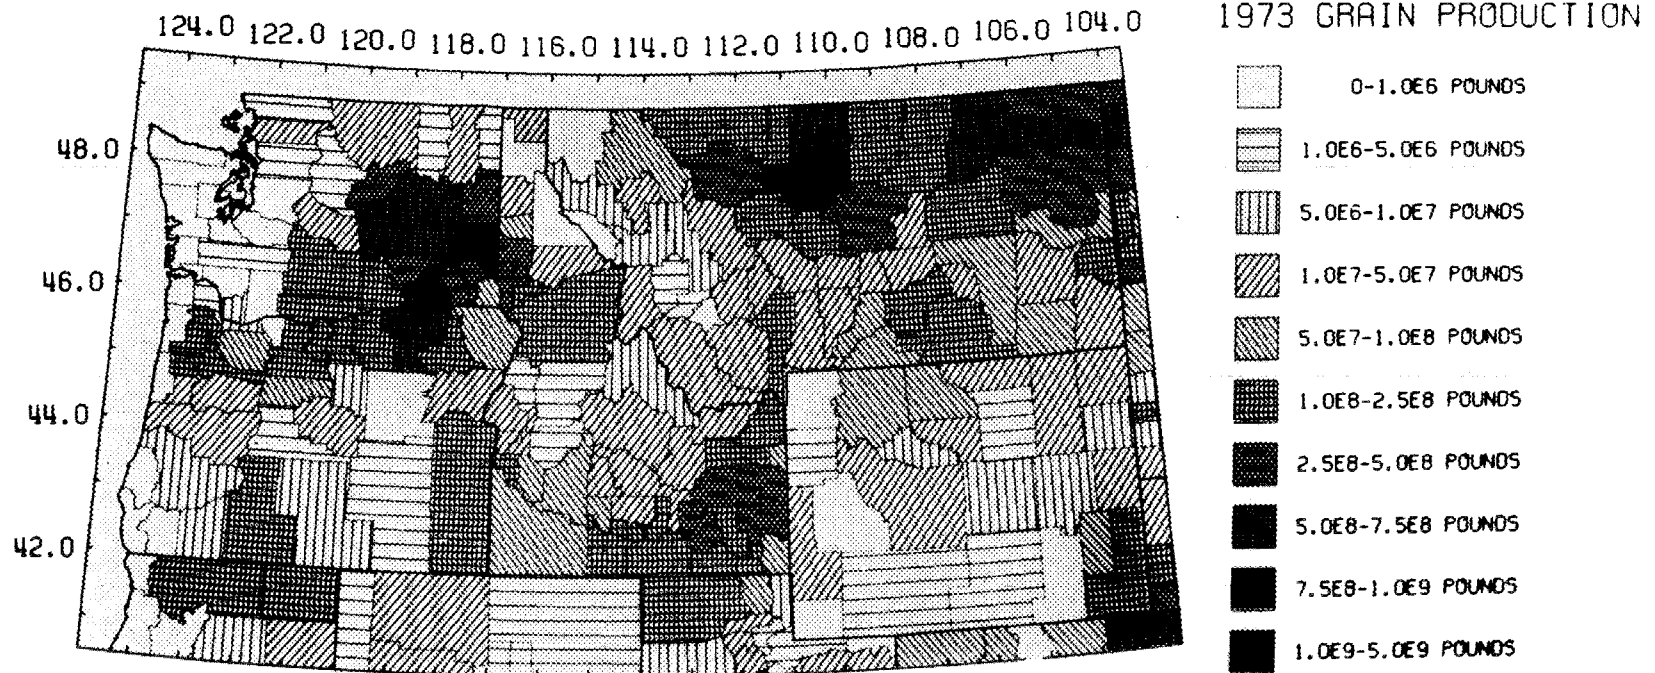 124.0 122.0 120.0 118.0 116.0 114.0 112.0 110.0 108.0 106.0 104.0
1973 GRAIN PRODUCTION
0-1.0E6 POUNDS
48.0
1.0E6-5.0E6 POUNDS
5.0E6-1.0E7 POUNDS
46.0
1.0E7-5.0E7 POUNDS
5.0E7-1.0E8 POUNDS
44.0
1.0E8-2.5E8 POUNDS
2.5E8-5.0E8 POUNDS
42.0
5.0E8-7.5E8 POUNDS
7.5E8-1.0E9 POUNDS
1.0E9-5.0E9 POUNDS